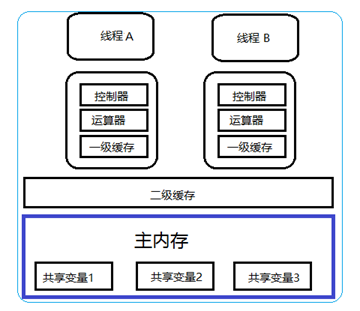 线程 A 线程 B
控制器 控制器
运算器 运算器
一级缓存 一级缓存
二级缓存
主内存
共享变量1 共享变量2 共享变量3